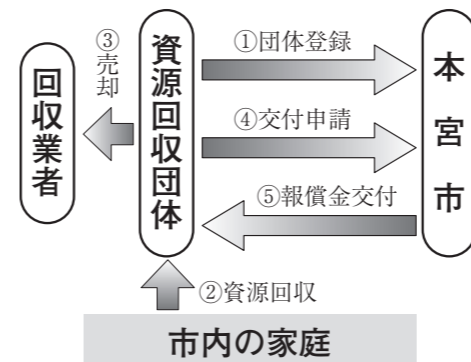 回収業者
③売却
資源回収団体
①団体登録
④交付申請
⑤報償金交付
本宮市
②資源回収
市内の家庭